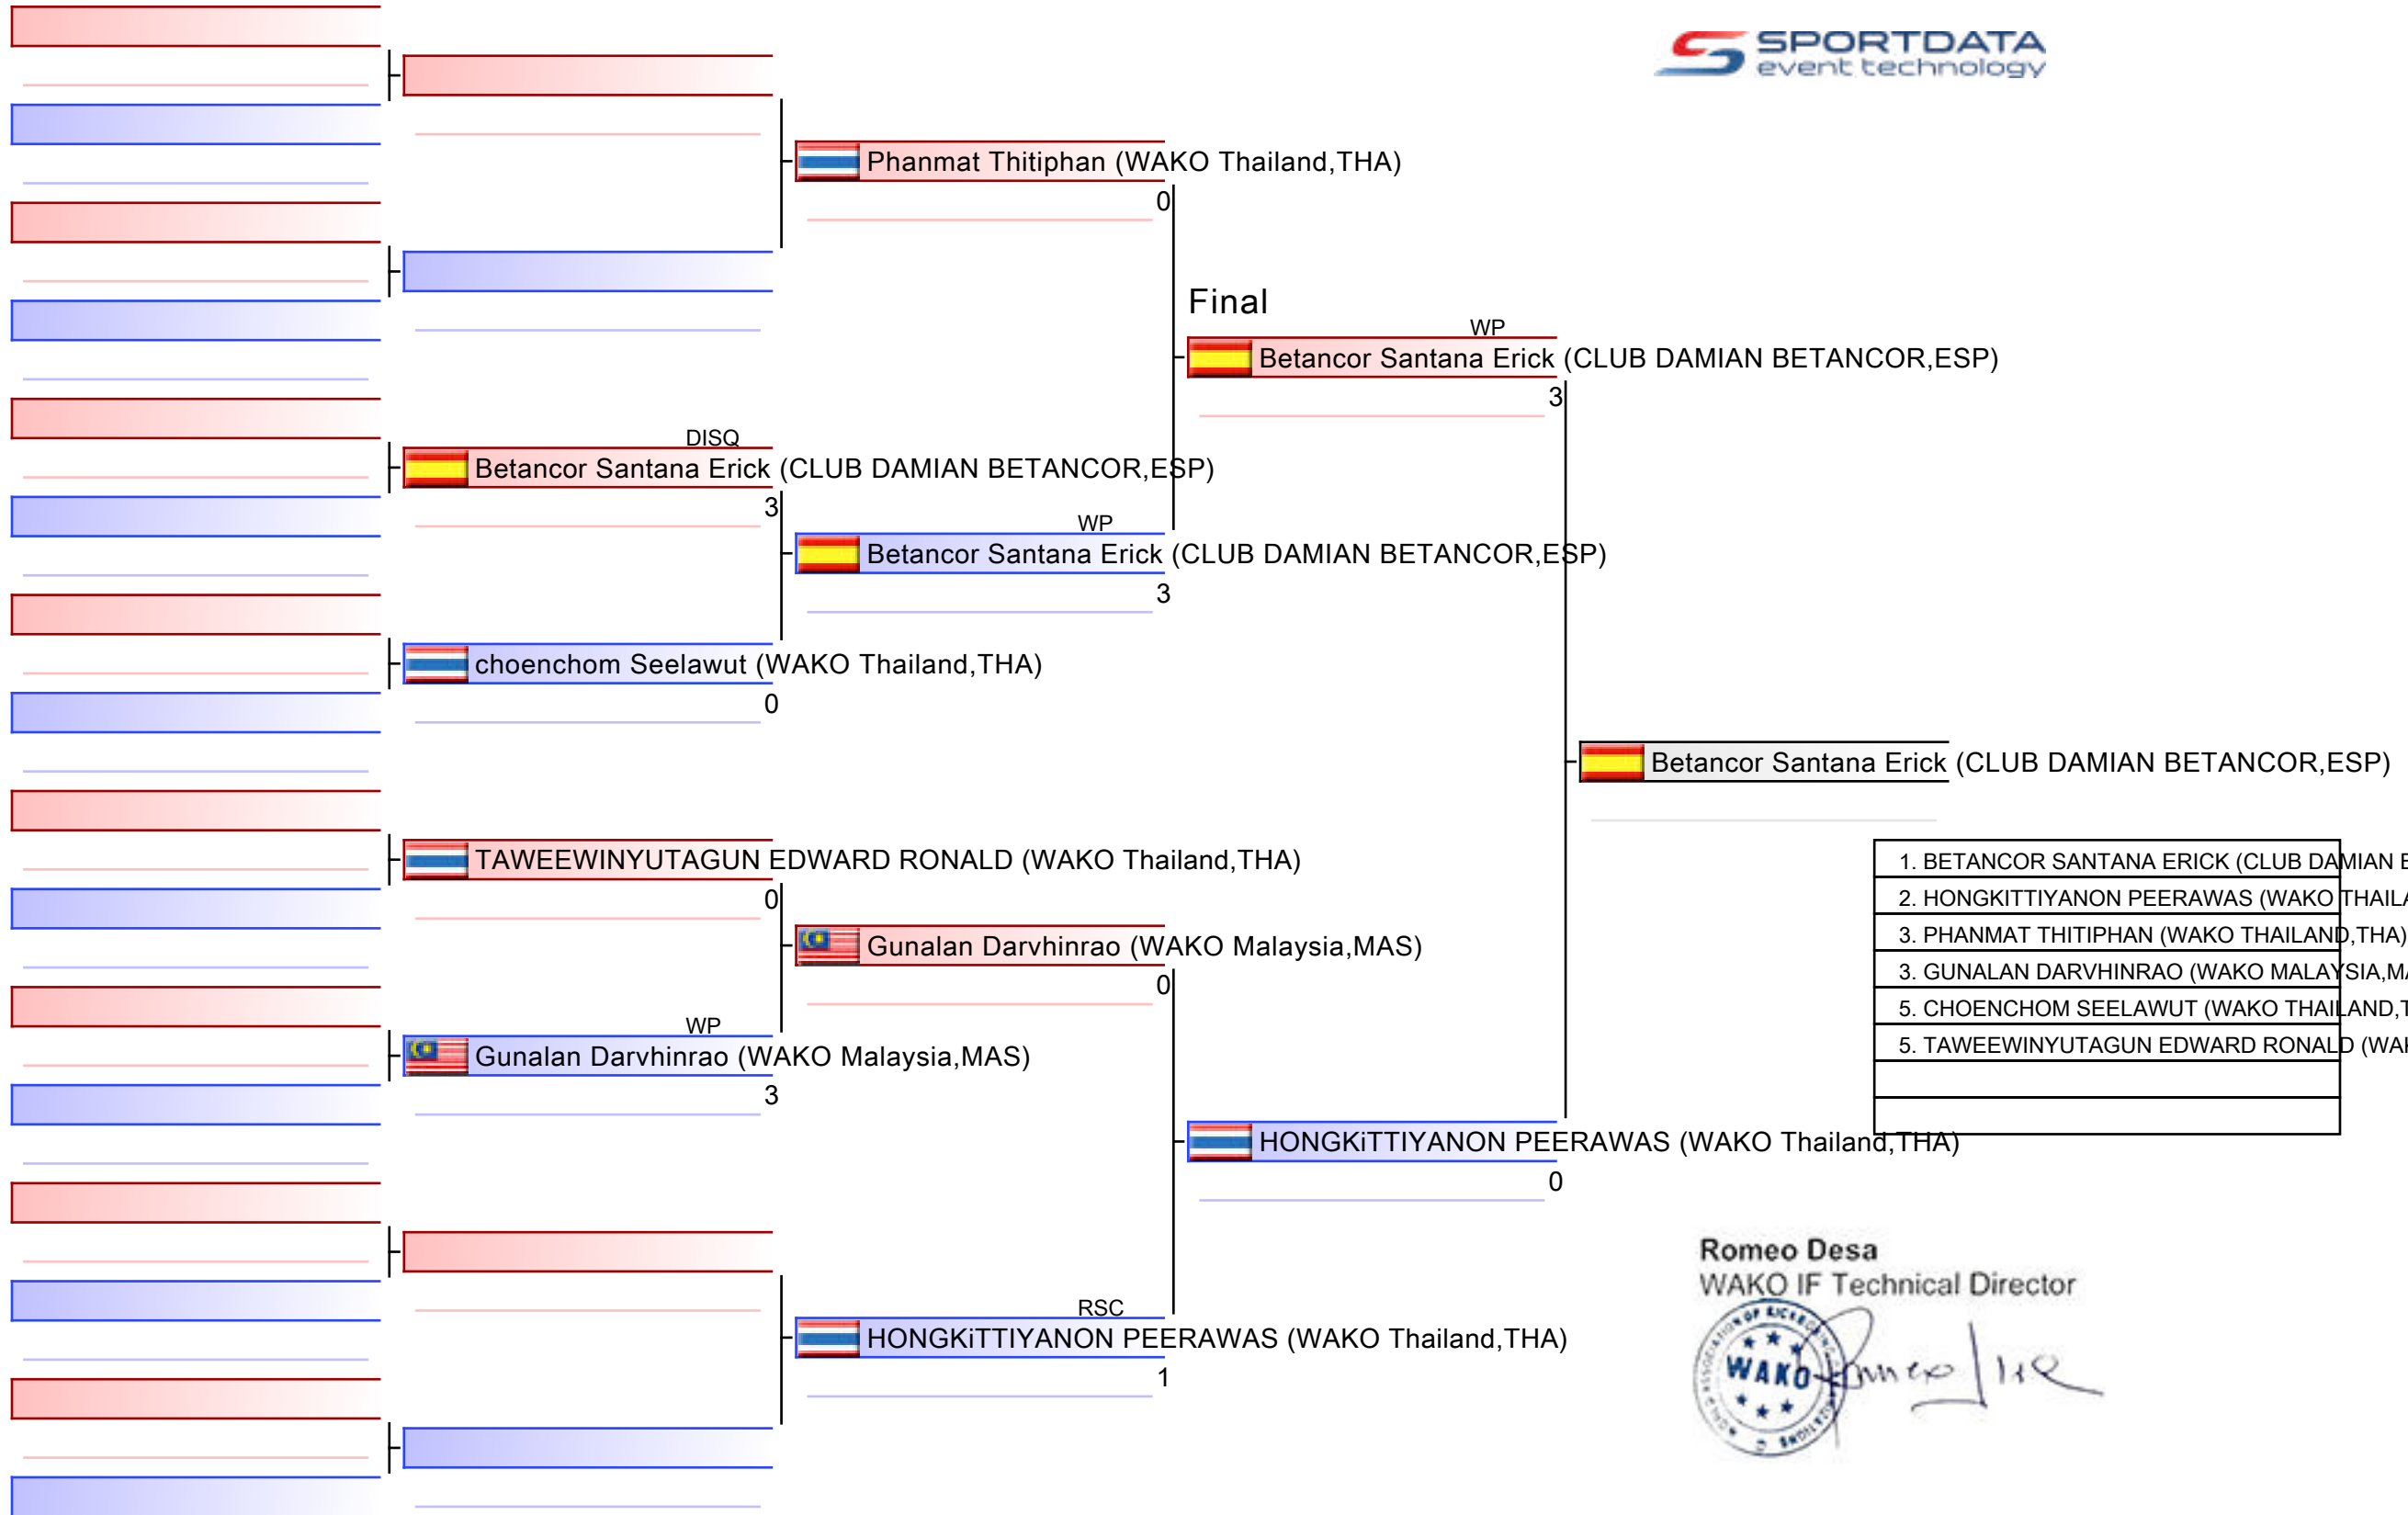 SPORTDATA
event technology
Phanmat Thitiphan (WAKO Thailand,THA)
0
Final
WP
Betancor Santana Erick (CLUB DAMIAN BETANCOR,ESP)
3
DISQ
Betancor Santana Erick (CLUB DAMIAN BETANCOR,ESP)
3
WP
Betancor Santana Erick (CLUB DAMIAN BETANCOR,ESP)
3
choenchom Seelawut (WAKO Thailand,THA)
0
Betancor Santana Erick (CLUB DAMIAN BETANCOR,ESP)
TAWEEWINYUTAGUN EDWARD RONALD (WAKO Thailand,THA)
0
Gunalan Darvhinrao (WAKO Malaysia,MAS)
0
WP
Gunalan Darvhinrao (WAKO Malaysia,MAS)
3
HONGKiTTIYANON PEERAWAS (WAKO Thailand,THA)
0
RSC
HONGKiTTIYANON PEERAWAS (WAKO Thailand,THA)
1
1. BETANCOR SANTANA ERICK (CLUB DAMIAN
2. HONGKITTIYANON PEERAWAS (WAKO THAILA
3. PHANMAT THITIPHAN (WAKO THAILAND,THA)
3. GUNALAN DARVHINRAO (WAKO MALAYSIA,MA
5. CHOENCHOM SEELAWUT (WAKO THAILAND,T
5. TAWEEWINYUTAGUN EDWARD RONALD (WA
Romeo Desa
WAKO IF Technical Director
WAKO